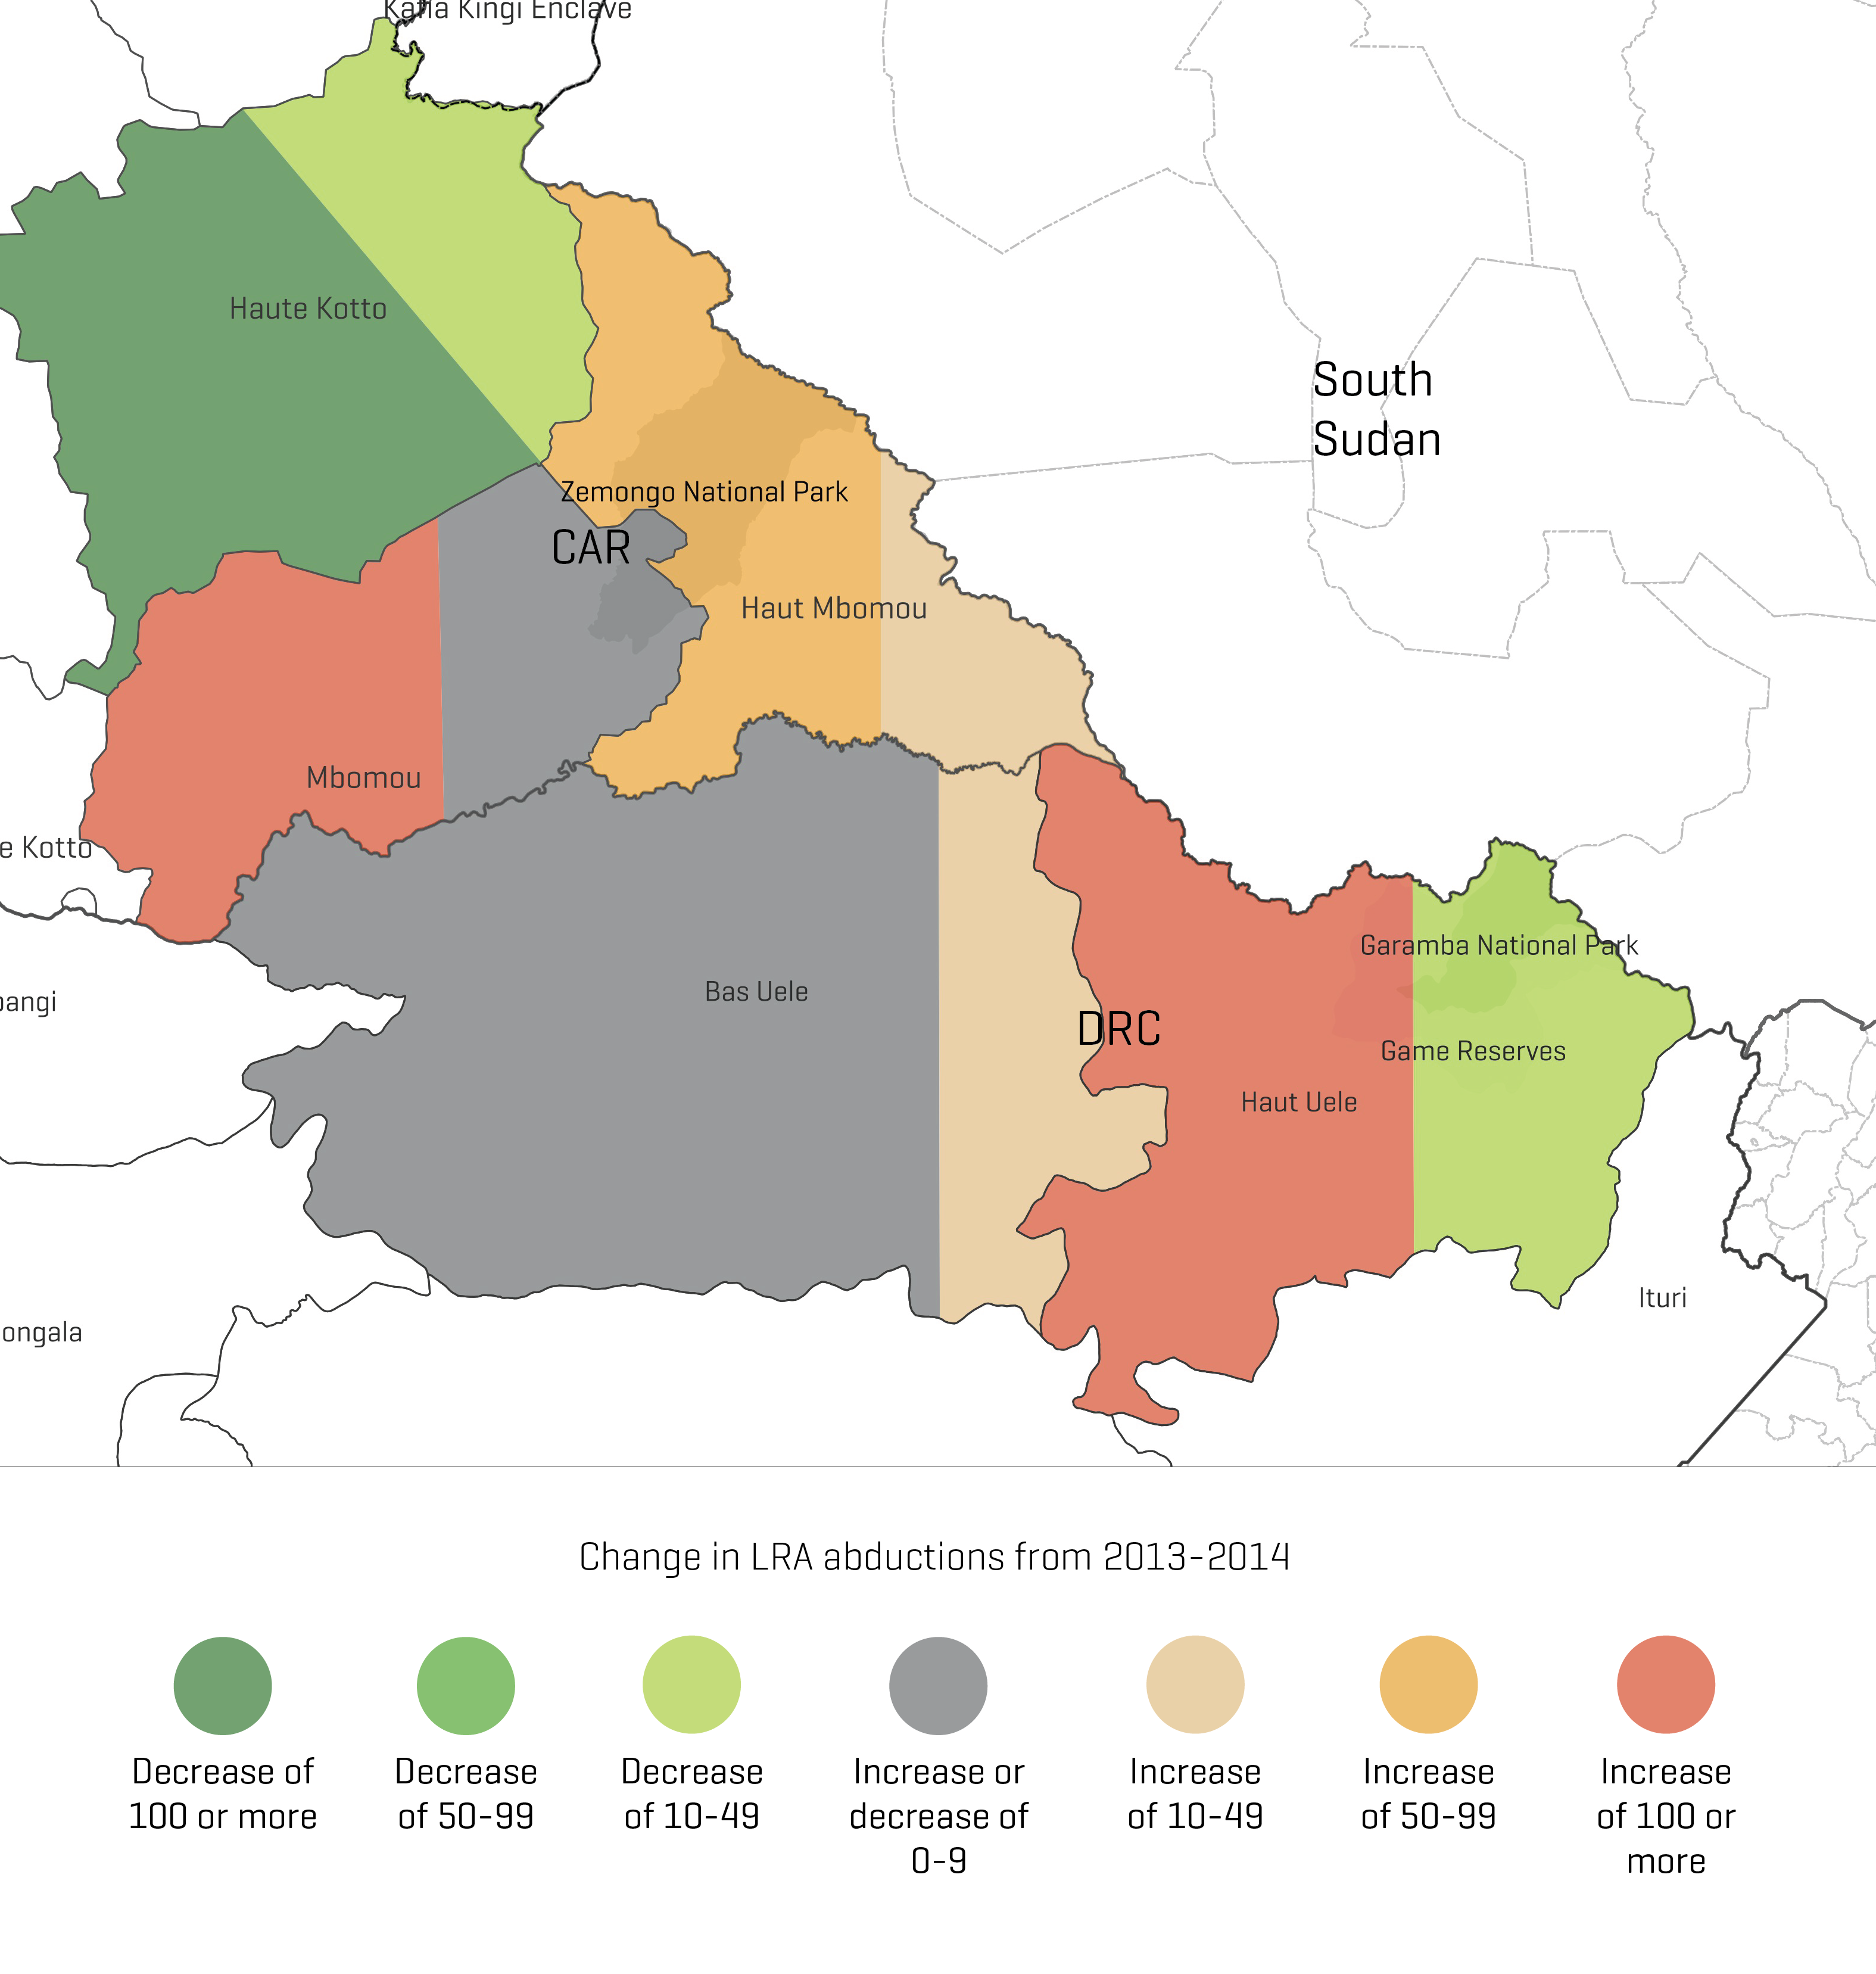 Kafia Kingi Enclave
Haute Kotto
South
Sudan
Zemongo National Park
CAR
Haut Mbomou
Mbomou
e Kotto
Garamba National Park
Bas Uele
bangi
DRC
Game Reserves
Haut Uele
Ituri
ongala
Change in LRA abductions from 2013-2014
Decrease of
100 or more
Decrease
of 50-99
Decrease
of 10-49
Increase or
decrease of
0-9
Increase
of 10-49
Increase
of 50-99
Increase
of 100 or
more